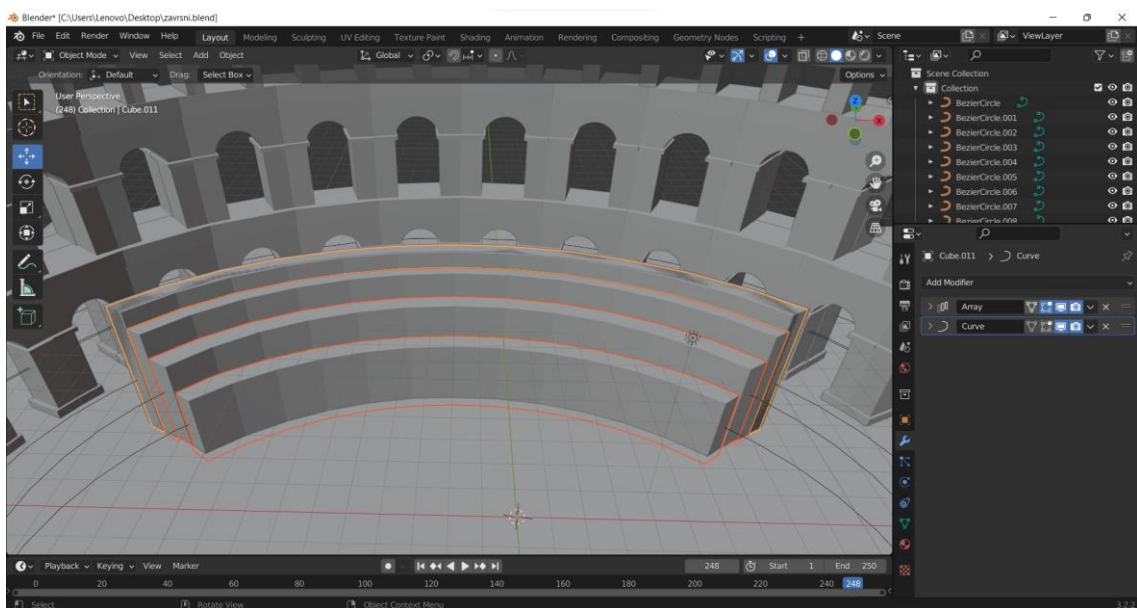 Blender* [C:\Users\Lenovo\Desktop\zavrsni.blend]
File Edit Render Window Help Layout Modeling Sculpting UV Editing Texture Paint Shading Animation Rendering Compositing Geometry Nodes Scripting + Scene ViewLayer
Object Mode View Select Add Object Global
Orientation: Default Drag: Select Box Options
User Perspective
(248) Collection | Cube.011
Z
X
Scene Collection
Collection
BezierCircle
BezierCircle.001
BezierCircle.002
BezierCircle.003
BezierCircle.004
BezierCircle.005
BezierCircle.006
BezierCircle.007
BezierCircle.008
Cube.011 > Curve
Add Modifier
Array
Curve
Playback Keying View Marker 248 Start 1 End 250
0 20 40 60 80 100 120 140 160 180 200 220 240 248
Select Rotate View Object Context Menu 3.2.2